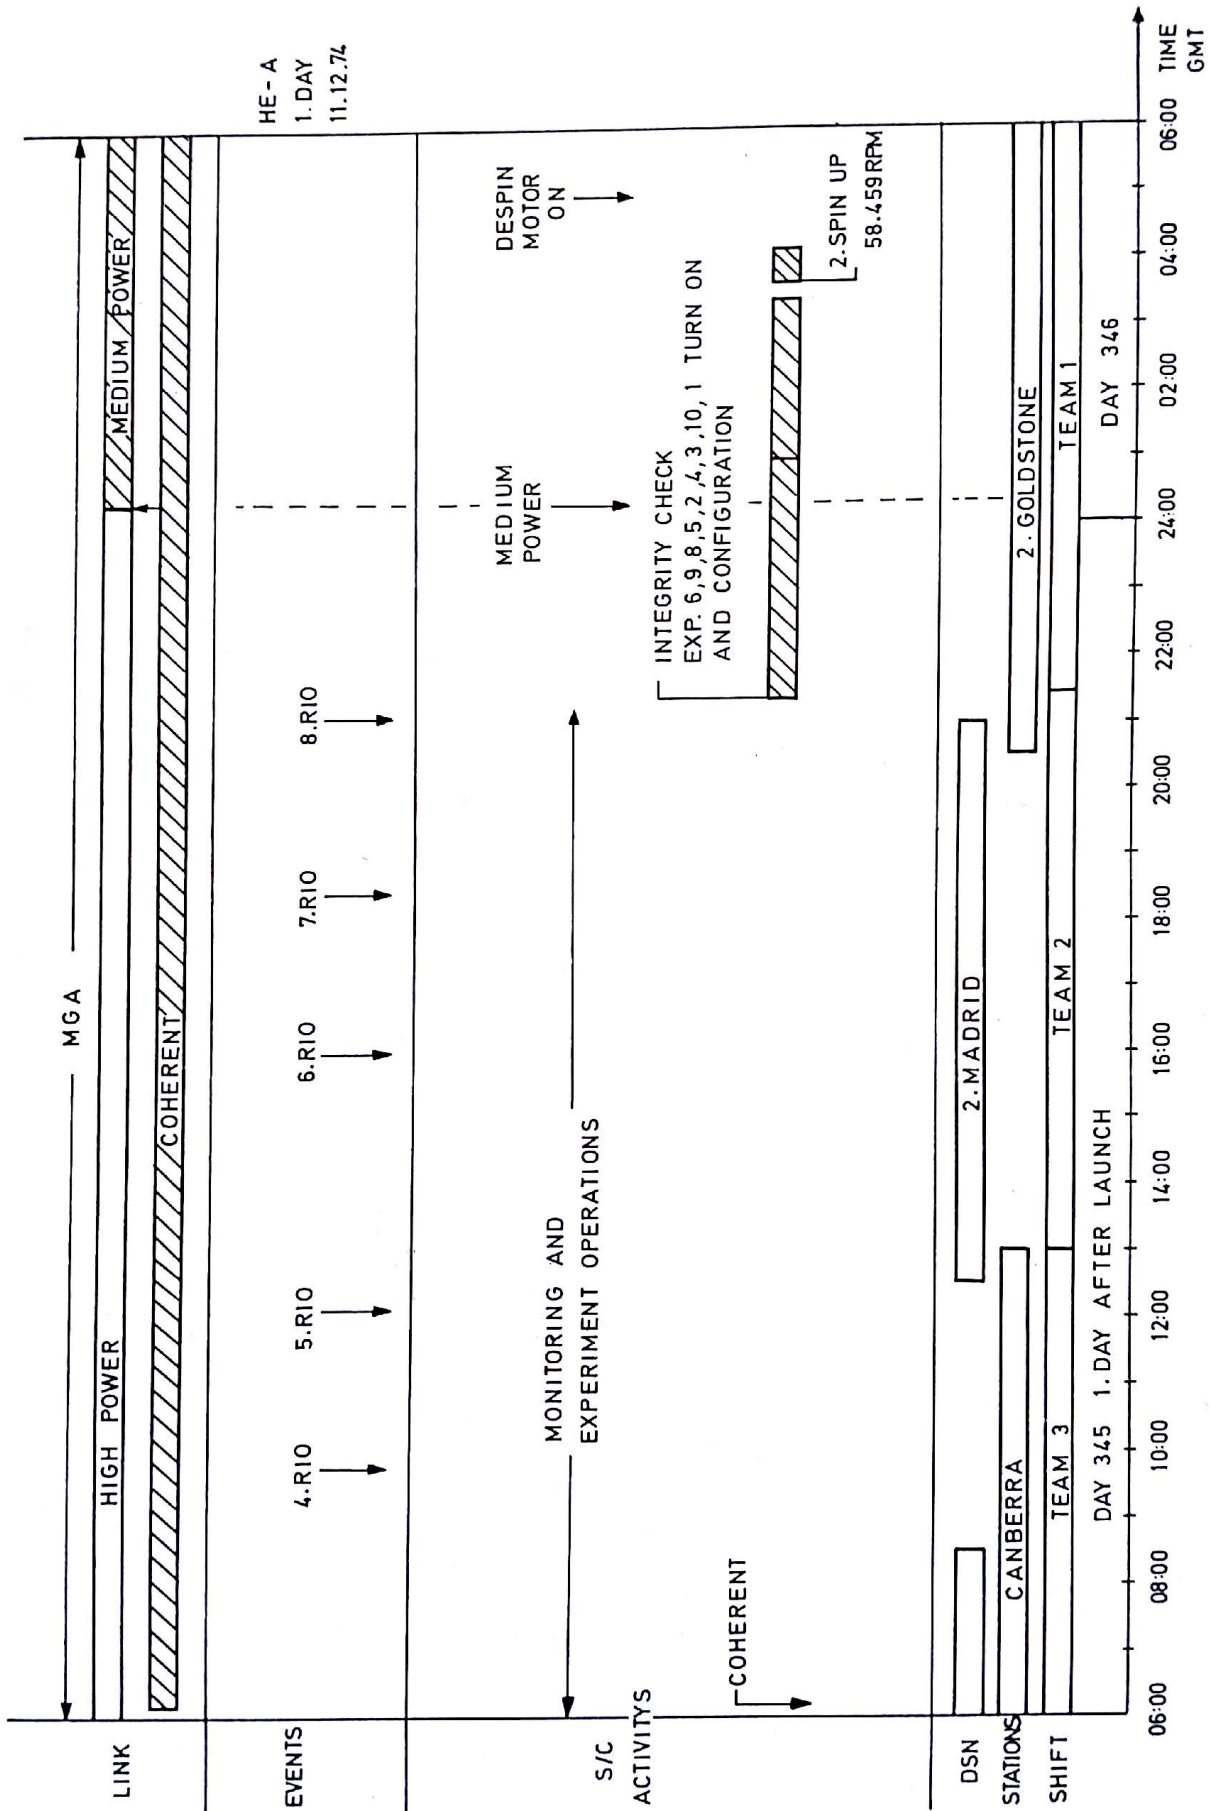 HE-A
1.DAY
11.12.74
LINK
MGA
HIGH POWER
MEDIUM POWER
COHERENT
EVENTS
4.RIO
5.RIO
6.RIO
7.RIO
8.RIO
S/C
ACTIVITYS
MONITORING AND
EXPERIMENT OPERATIONS
MEDIUM
POWER
DESPIN
MOTOR
ON
INTEGRITY CHECK
EXP. 6,9,8,5,2,4,3,10,1 TURN ON
AND CONFIGURATION
COHERENT
2.SPIN UP
58.459RPM
DSN
STATIONS
2.MADRID
CANBERRA
2. GOLDSTONE
SHIFT
TEAM 3
TEAM 2
TEAM 1
DAY 345 1.DAY AFTER LAUNCH
DAY 346
06:00 08:00 10:00 12:00 14:00 16:00 18:00 20:00 22:00 24:00 02:00 04:00 06:00 TIME
GMT